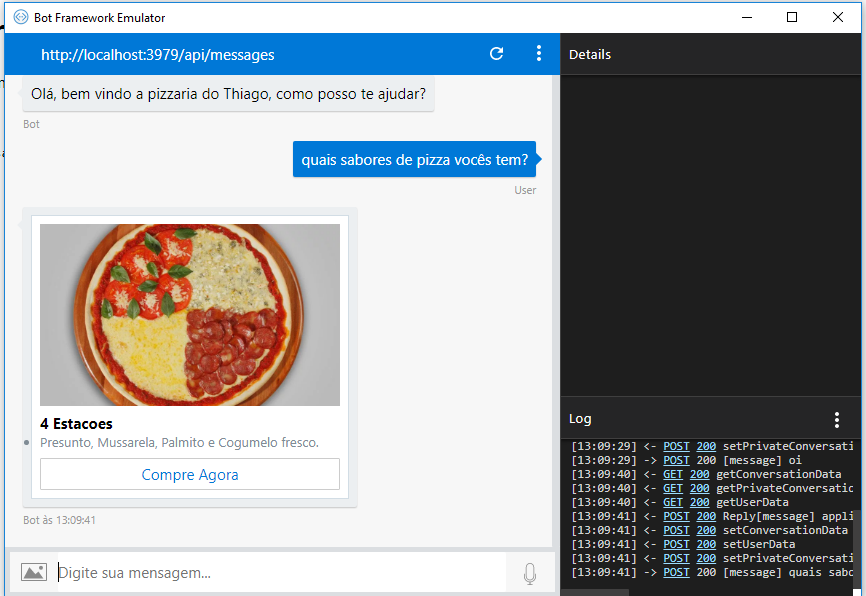 Bot Framework Emulator
http://localhost:3979/api/messages
Details
Olá, bem vindo a pizzaria do Thiago, como posso te ajudar?
Bot
quais sabores de pizza vocês tem?
User
4 Estacoes
Presunto, Mussarela, Palmito e Cogumelo fresco.
Compre Agora
Bot às 13:09:41
Digite sua mensagem...
Log
[13:09:29] <- POST 200 setPrivateConversati
[13:09:29] -> POST 200 [message] oi
[13:09:40] <- GET 200 getConversationData
[13:09:40] <- GET 200 getPrivateConversatio
[13:09:40] <- GET 200 getUserData
[13:09:41] <- POST 200 Reply[message] appli
[13:09:41] <- POST 200 setConversationData
[13:09:41] <- POST 200 setUserData
[13:09:41] <- POST 200 setPrivateConversati
[13:09:41] -> POST 200 [message] quais sabo